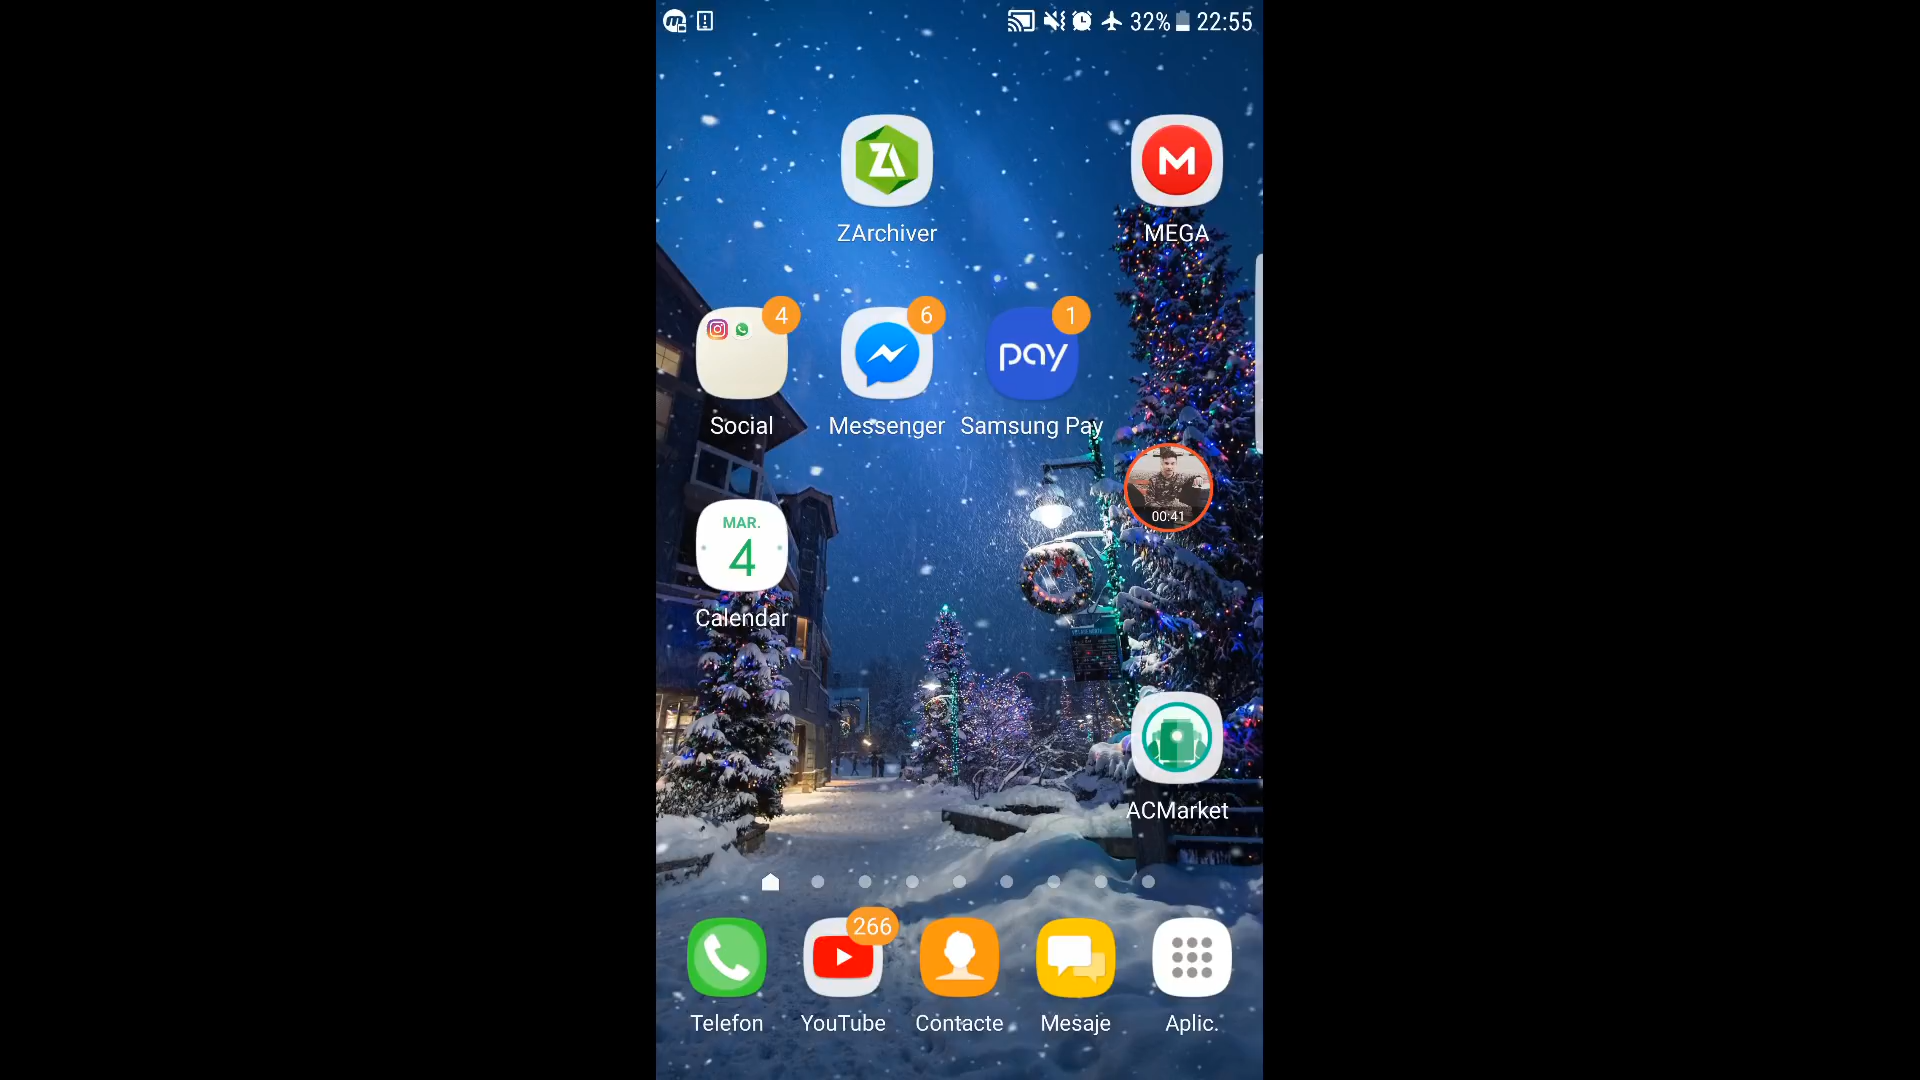 32% 22:55
ZArchiver
MEGA
4
6
1
pay
Social
Messenger
Samsung Pay
00:41
MAR.
4
Calendar
ACMarket
266
Telefon
YouTube
Contacte
Mesaje
Aplic.